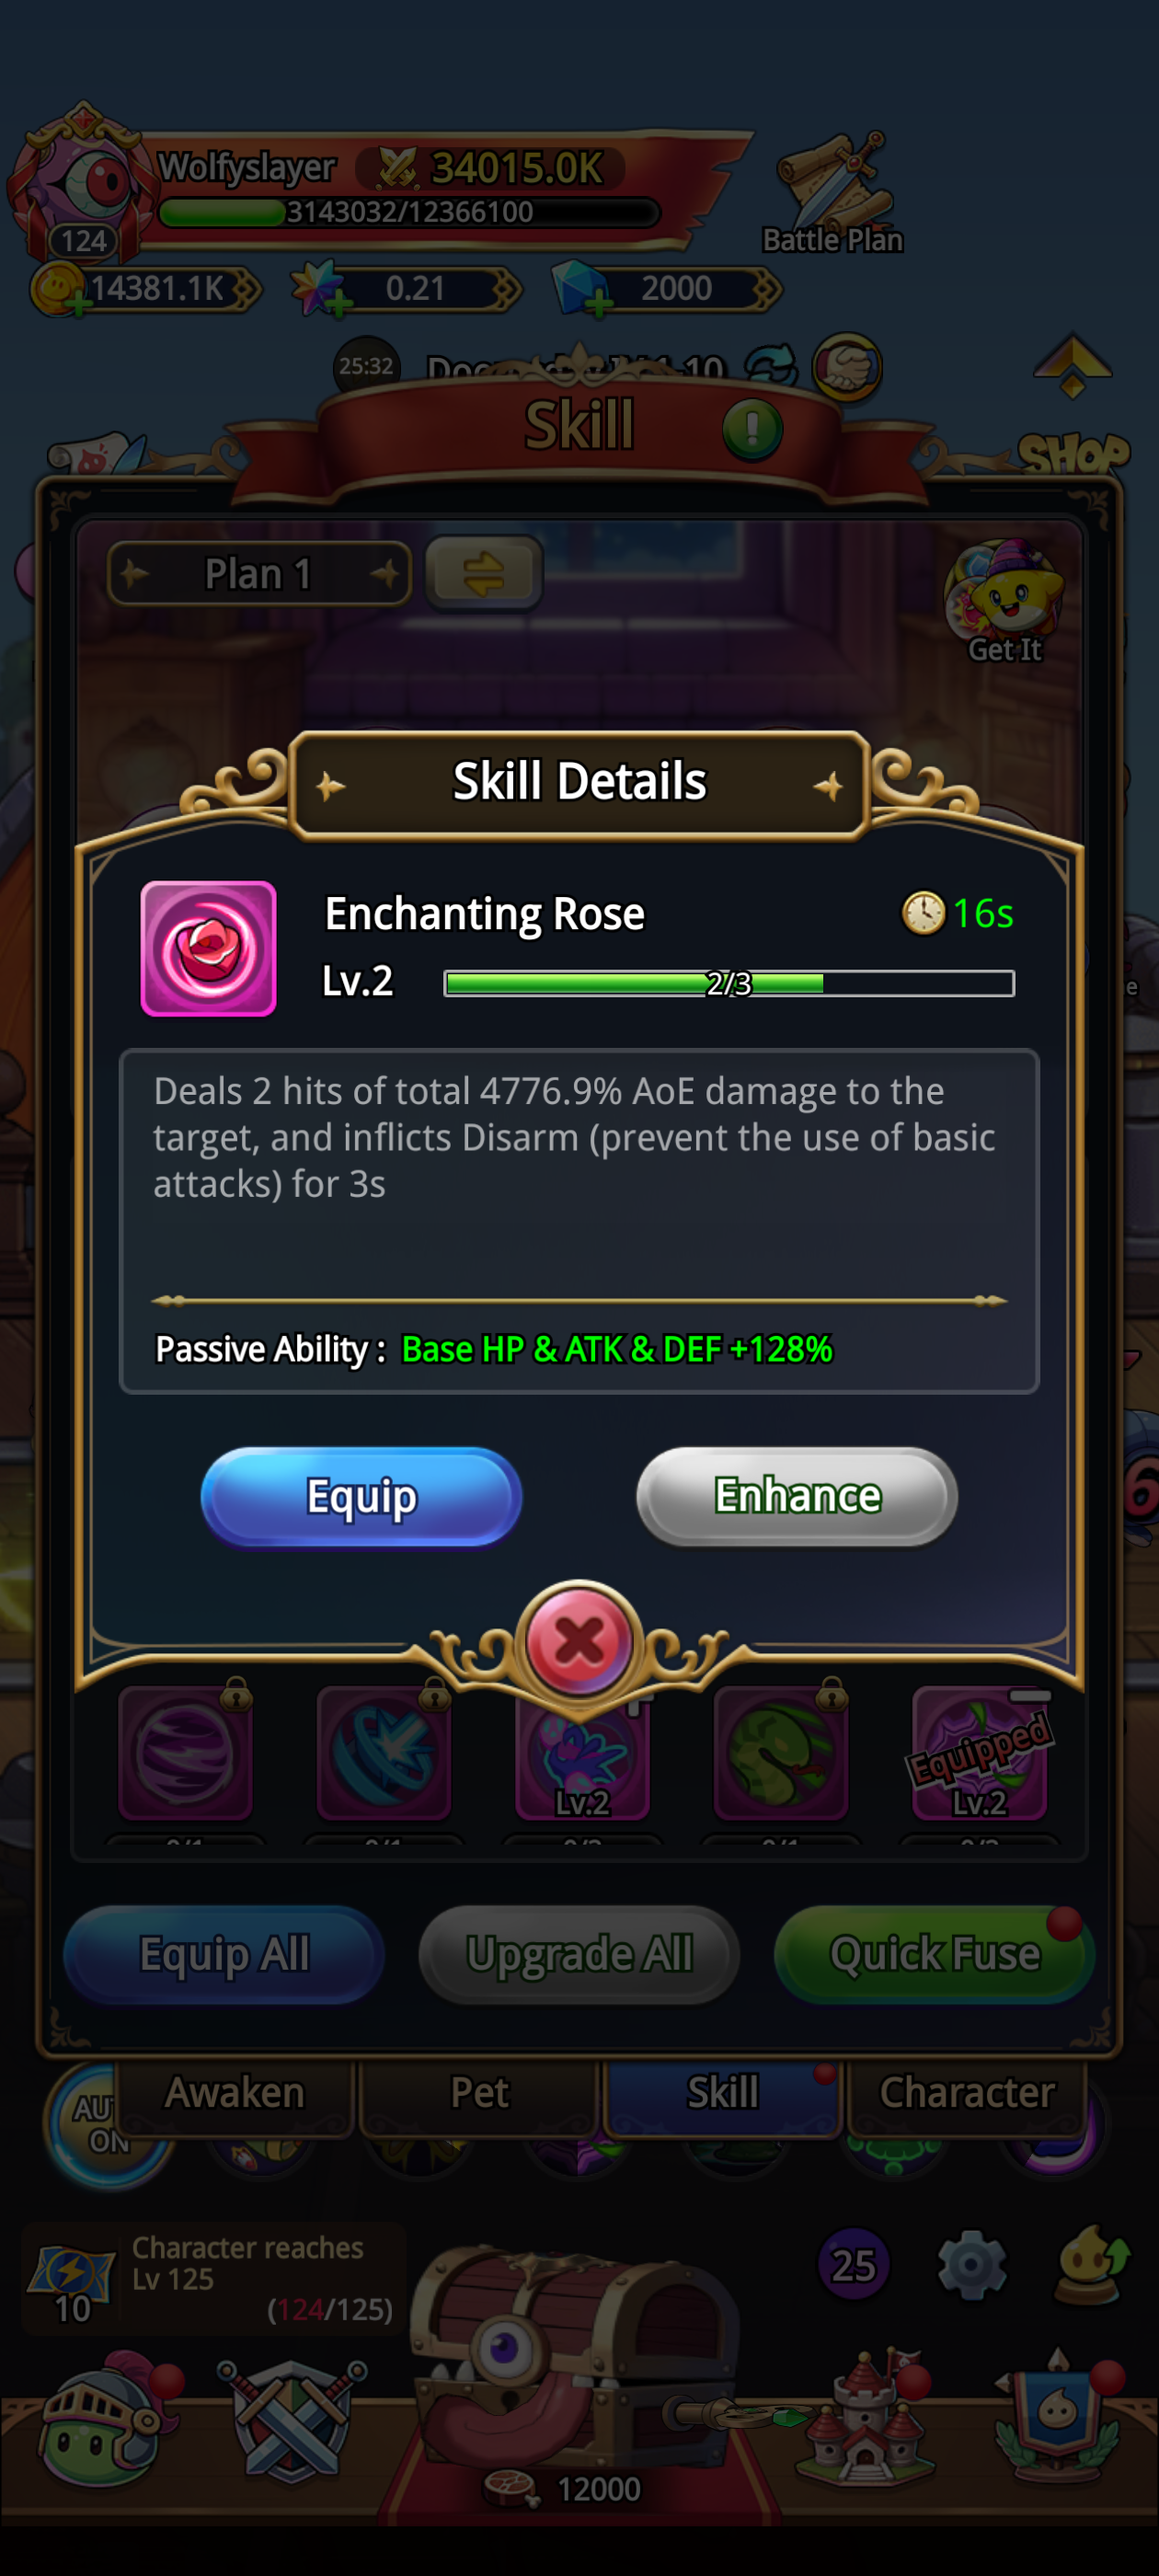 Wolfyslayer
34015.0K
3143032/12366100
124
Battle Plan
14381.1K
0.21
2000
25:32
-10
Skill
SHOP
Plan 1
Get It
Skill Details
Enchanting Rose
16s
Lv.2
2/3
Deals 2 hits of total 4776.9% AoE damage to the
target, and inflicts Disarm (prevent the use of basic
attacks) for 3s
Passive Ability : Base HP & ATK & DEF +128%
Equip
Enhance
Equipped
Lv.2
Lv.2
Equip All
Upgrade All
Quick Fuse
Awaken
Pet
Skill
Character
ON
Character reaches
Lv 125
10
(124/125)
25
12000